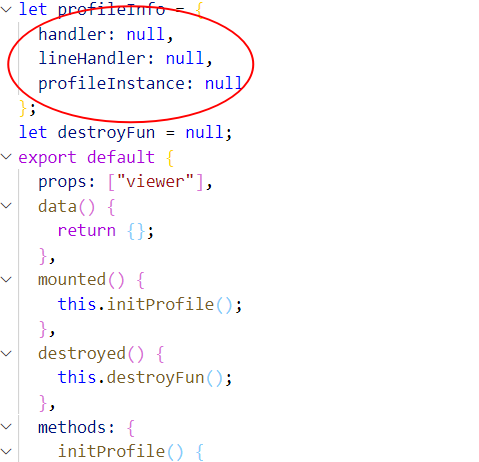 let profileInfo = {
handler: null,
lineHandler: null,
profileInstance: null
};
let destroyFun = null;
export default {
props: ["viewer"],
data() {
return {};
},
mounted() {
this.initProfile();
},
destroyed() {
this.destroyFun();
},
methods: {
initProfile() {